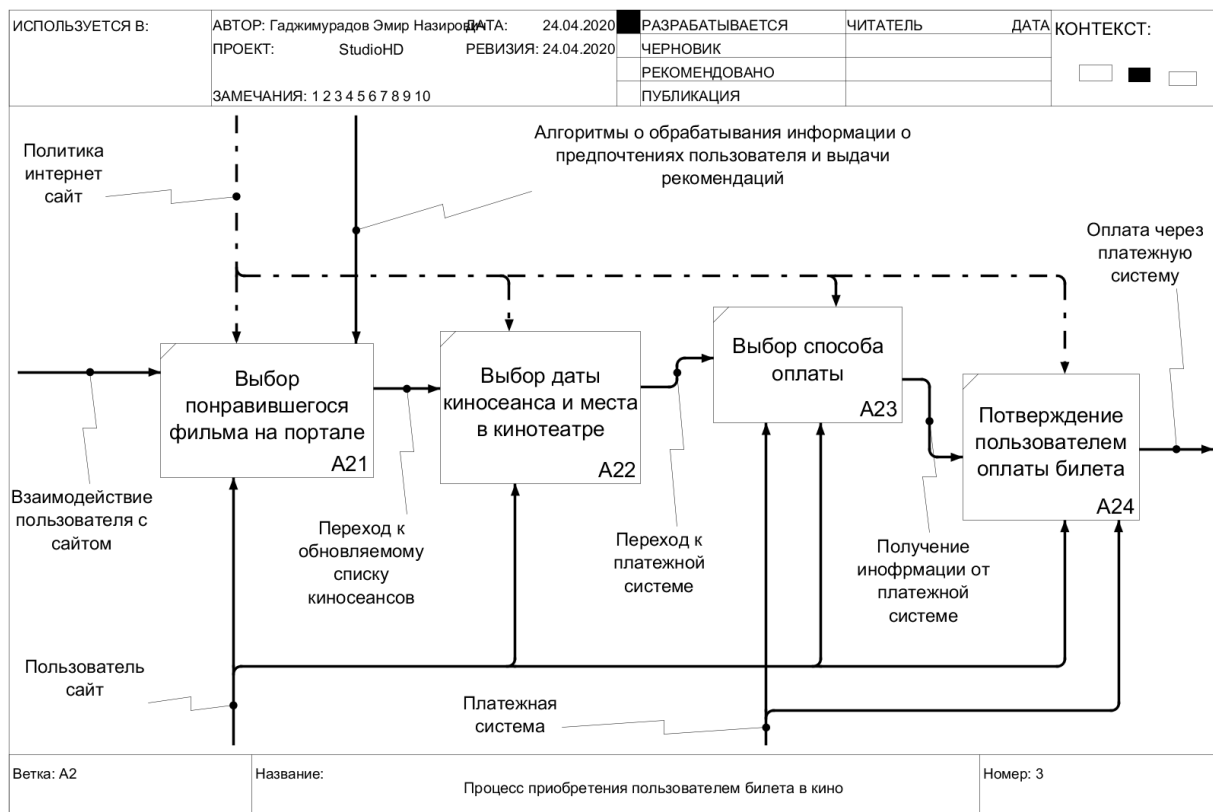 ИСПОЛЬЗУЕТСЯ В:
АВТОР: Гаджимурадов Эмир Назирович
ДАТА: 24.04.2020
РАЗРАБАТЫВАЕТСЯ
ЧИТАТЕЛЬ
ДАТА
КОНТЕКСТ:
ПРОЕКТ: StudioHD
РЕВИЗИЯ: 24.04.2020
ЧЕРНОВИК
РЕКОМЕНДОВАНО
ЗАМЕЧАНИЯ: 1 2 3 4 5 6 7 8 9 10
ПУБЛИКАЦИЯ
Политика
интернет
сайт
Алгоритмы о обрабатывания информации о
предпочтениях пользователя и выдачи
рекомендаций
Оплата через
платежную
систему
Выбор
понравившегося
фильма на портале
A21
Выбор даты
киносеанса и места
в кинотеатре
A22
Выбор способа
оплаты
A23
Потверждение
пользователем
оплаты билета
A24
Взаимодействие
пользователя с
сайтом
Переход к
обновляемому
списку
киносеансов
Переход к
платежной
системе
Получение
инофрмации от
платежной
системе
Пользователь
сайт
Платежная
система
Ветка: A2
Название:
Процесс приобретения пользователем билета в кино
Номер: 3